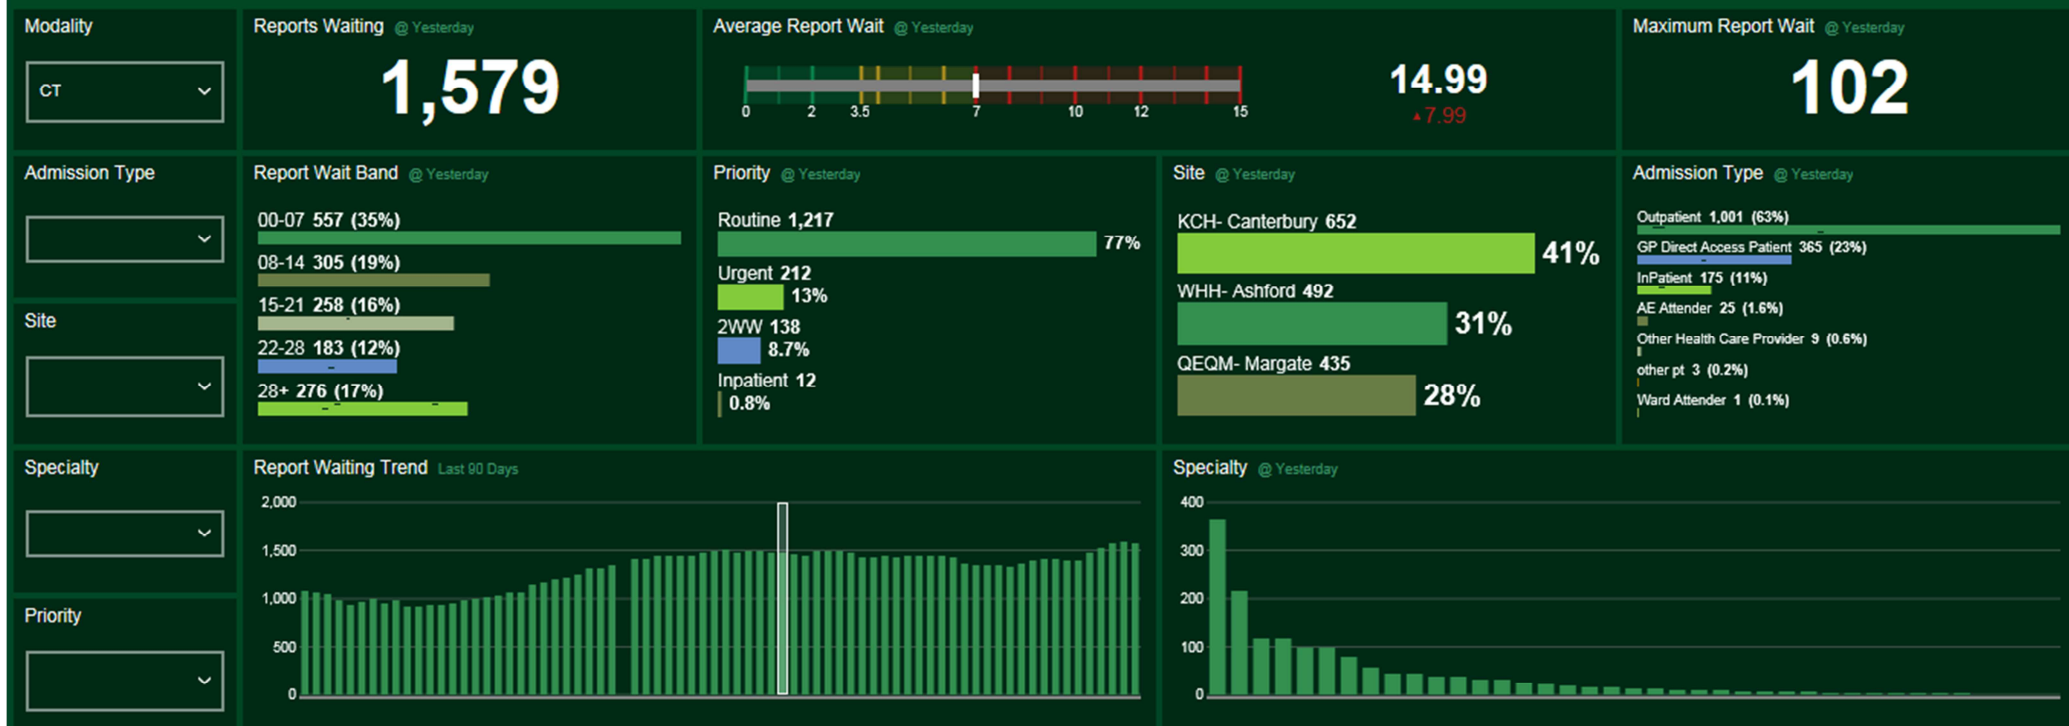 Modality
CT
Reports Waiting @ Yesterday
1,579
Average Report Wait @ Yesterday
0 2 3.5 7 10 12 15
14.99
▲7.99
Maximum Report Wait @ Yesterday
102
Admission Type
Site
Report Wait Band @ Yesterday
00-07 557 (35%)
08-14 305 (19%)
15-21 258 (16%)
22-28 183 (12%)
28+ 276 (17%)
Priority @ Yesterday
Routine 1,217
77%
Urgent 212
13%
2WW 138
8.7%
Inpatient 12
0.8%
Site @ Yesterday
KCH- Canterbury 652
41%
WHH- Ashford 492
31%
QEQM- Margate 435
28%
Admission Type @ Yesterday
Outpatient 1,001 (63%)
GP Direct Access Patient 365 (23%)
InPatient 175 (11%)
AE Attender 25 (1.6%)
Other Health Care Provider 9 (0.6%)
other pt 3 (0.2%)
Ward Attender 1 (0.1%)
Specialty
Priority
Report Waiting Trend Last 90 Days
2,000
1,500
1,000
500
0
Specialty @ Yesterday
400
300
200
100
0